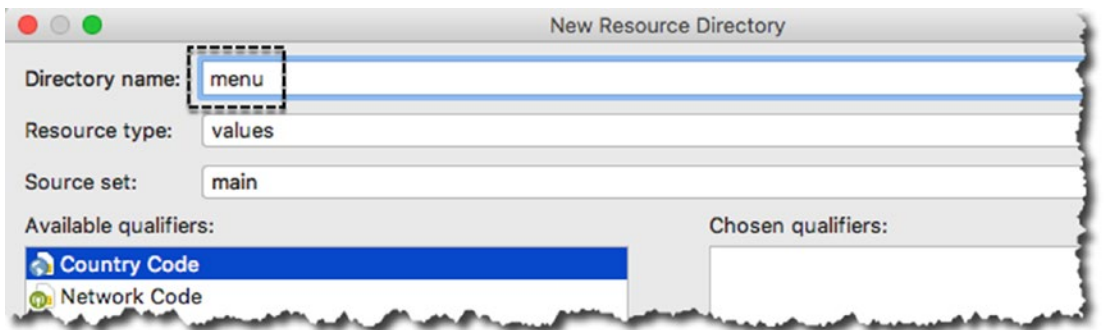 New Resource Directory
Directory name: menu
Resource type: values
Source set: main
Available qualifiers: Chosen qualifiers:
Country Code
Network Code